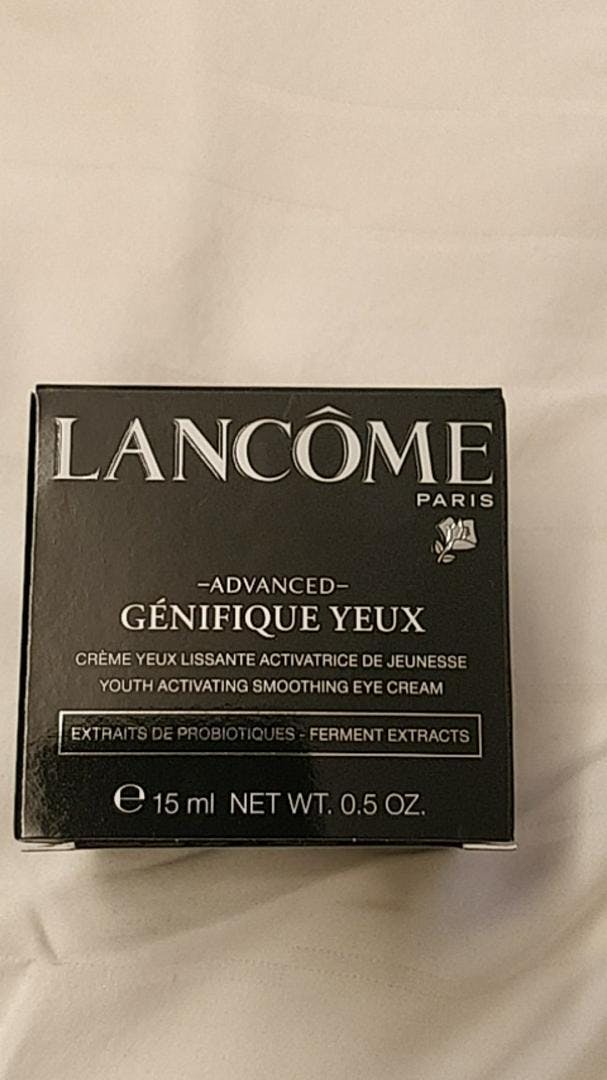 LANCÔME
PARIS
–ADVANCED–
GÉNIFIQUE YEUX
CRÈME YEUX LISSANTE ACTIVATRICE DE JEUNESSE
YOUTH ACTIVATING SMOOTHING EYE CREAM
EXTRAITS DE PROBIOTIQUES - FERMENT EXTRACTS
℮ 15 ml NET WT. 0.5 OZ.